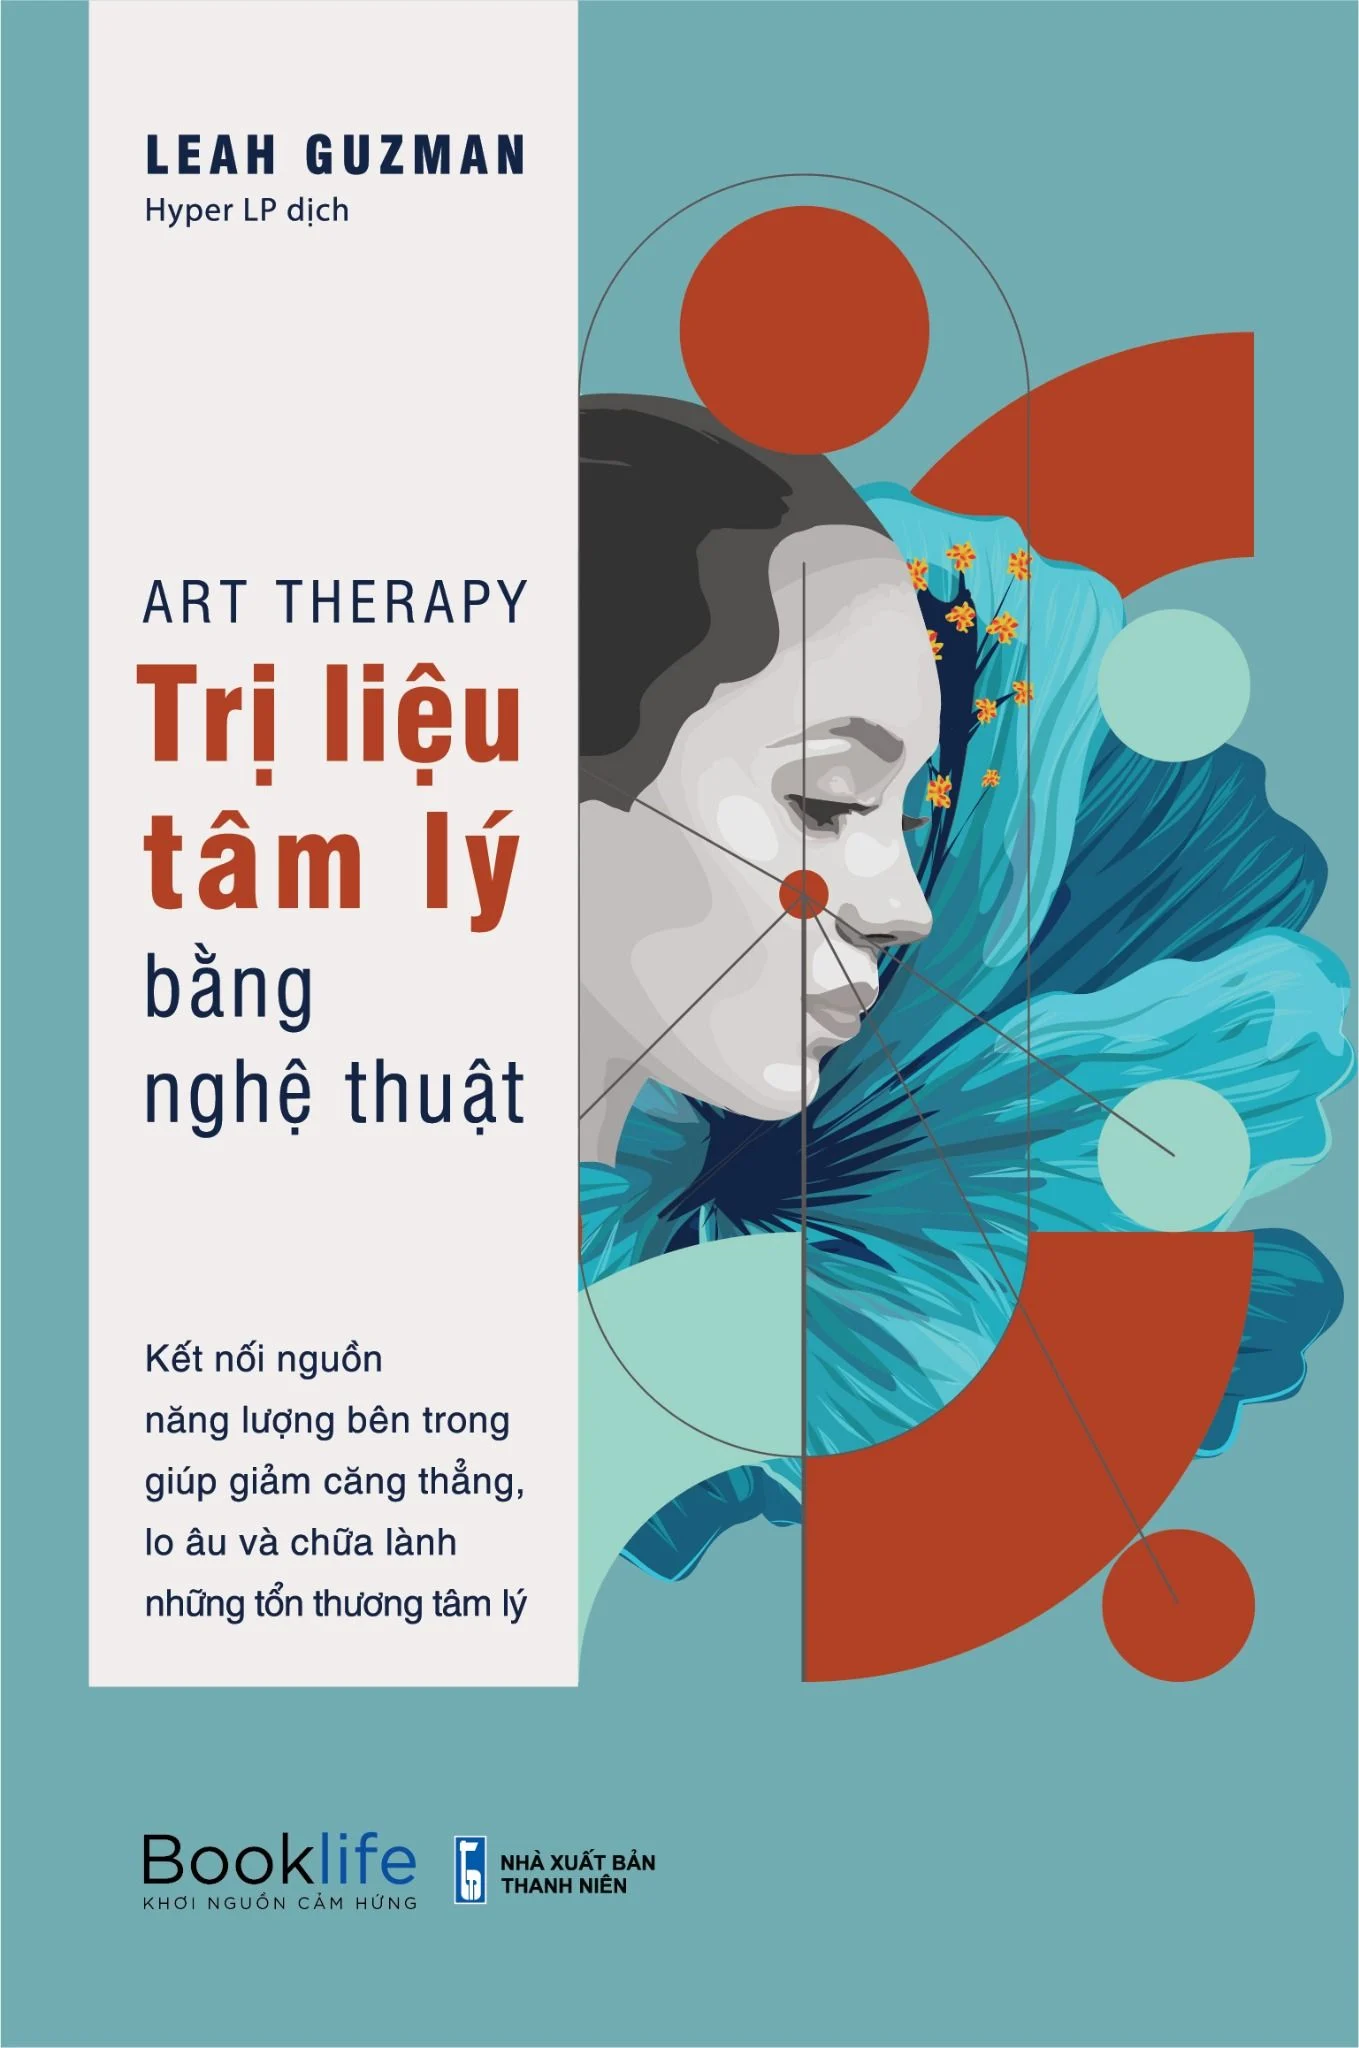 LEAH GUZMAN
Hyper LP dịch
ART THERAPY
Trị liệu
tâm lý
bằng
nghệ thuật
Kết nối nguồn
năng lượng bên trong
giúp giảm căng thẳng,
lo âu và chữa lành
những tổn thương tâm lý
Booklife
KHƠI NGUỒN CẢM HỨNG
NHÀ XUẤT BẢN
THANH NIÊN